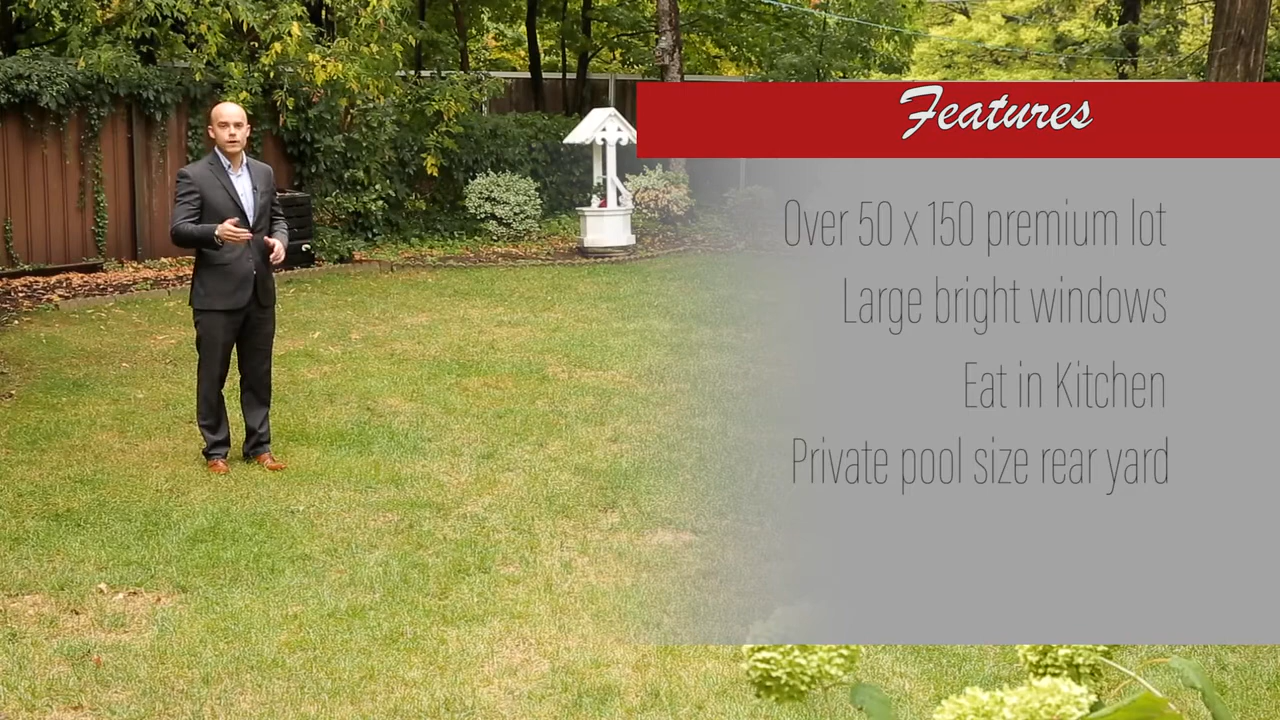 Features
Over 50 x 150 premium lot
Large bright windows
Eat in Kitchen
Private pool size rear yard